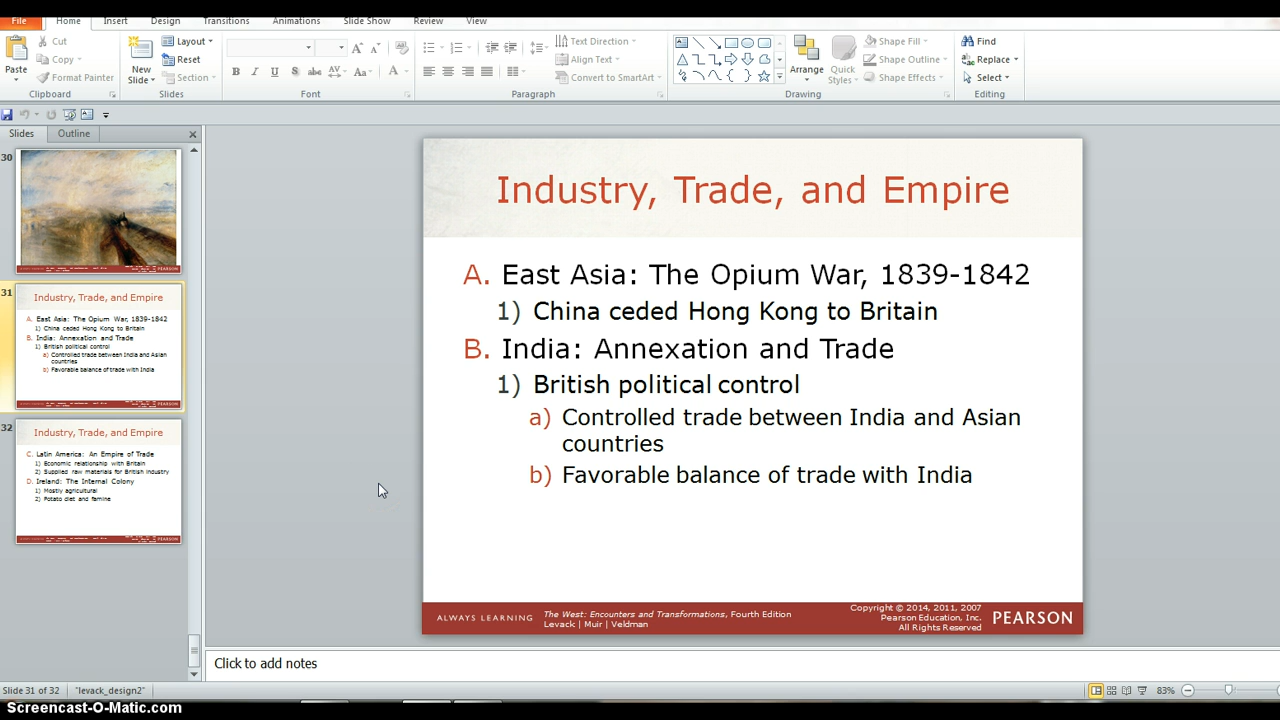 File Home Insert Design Transitions Animations Slide Show Review View
Cut
Copy
Format Painter
Paste
Clipboard
New
Slide
Layout
Reset
Section
Slides
B I U S abc AV Aa A
Font
Text Direction
Align Text
Convert to SmartArt
Paragraph
Arrange
Quick
Styles
Shape Fill
Shape Outline
Shape Effects
Drawing
Find
Replace
Select
Editing
Slides Outline
30
31
Industry, Trade, and Empire
A. East Asia: The Opium War, 1839-1842
1) China ceded Hong Kong to Britain
B. India: Annexation and Trade
1) British political control
a) Controlled trade between India and Asian
countries
b) Favorable balance of trade with India
PEARSON
32
Industry, Trade, and Empire
C. Latin America: An Empire of Trade
1) Economic relationship with Britain
2) Supplied raw materials for British industry
D. Ireland: The Internal Colony
1) Mostly agricultural
2) Potato diet and famine
PEARSON
Industry, Trade, and Empire
A. East Asia: The Opium War, 1839-1842
1) China ceded Hong Kong to Britain
B. India: Annexation and Trade
1) British political control
a) Controlled trade between India and Asian
countries
b) Favorable balance of trade with India
ALWAYS LEARNING
The West: Encounters and Transformations, Fourth Edition
Levack | Muir | Veldman
Copyright © 2014, 2011, 2007
Pearson Education, Inc.
All Rights Reserved
PEARSON
Click to add notes
Slide 31 of 32 "levack_design2" 83%
Screencast-O-Matic.com